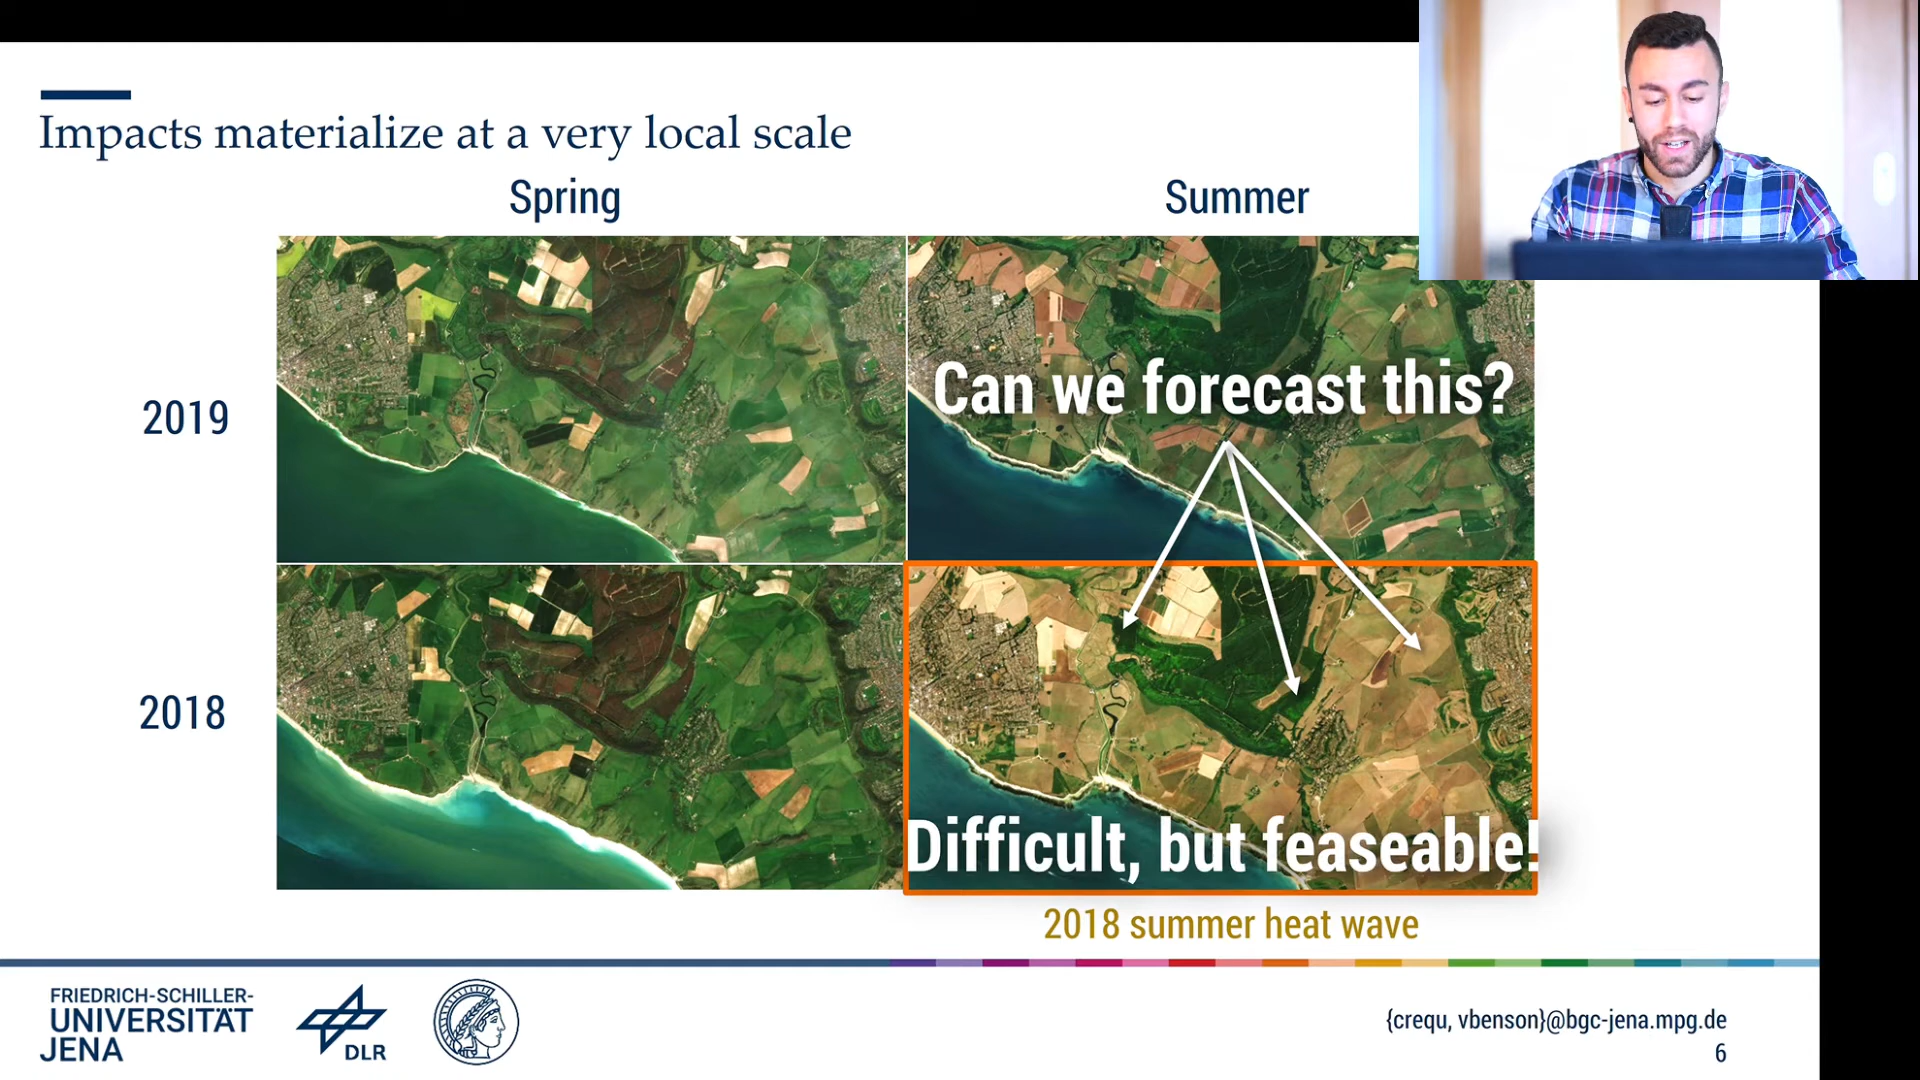 Impacts materialize at a very local scale
Spring
Summer
2019
Can we forecast this?
2018
Difficult, but feaseable!
2018 summer heat wave
FRIEDRICH-SCHILLER-
UNIVERSITÄT
JENA
DLR
{crequ, vbenson}@bgc-jena.mpg.de
6